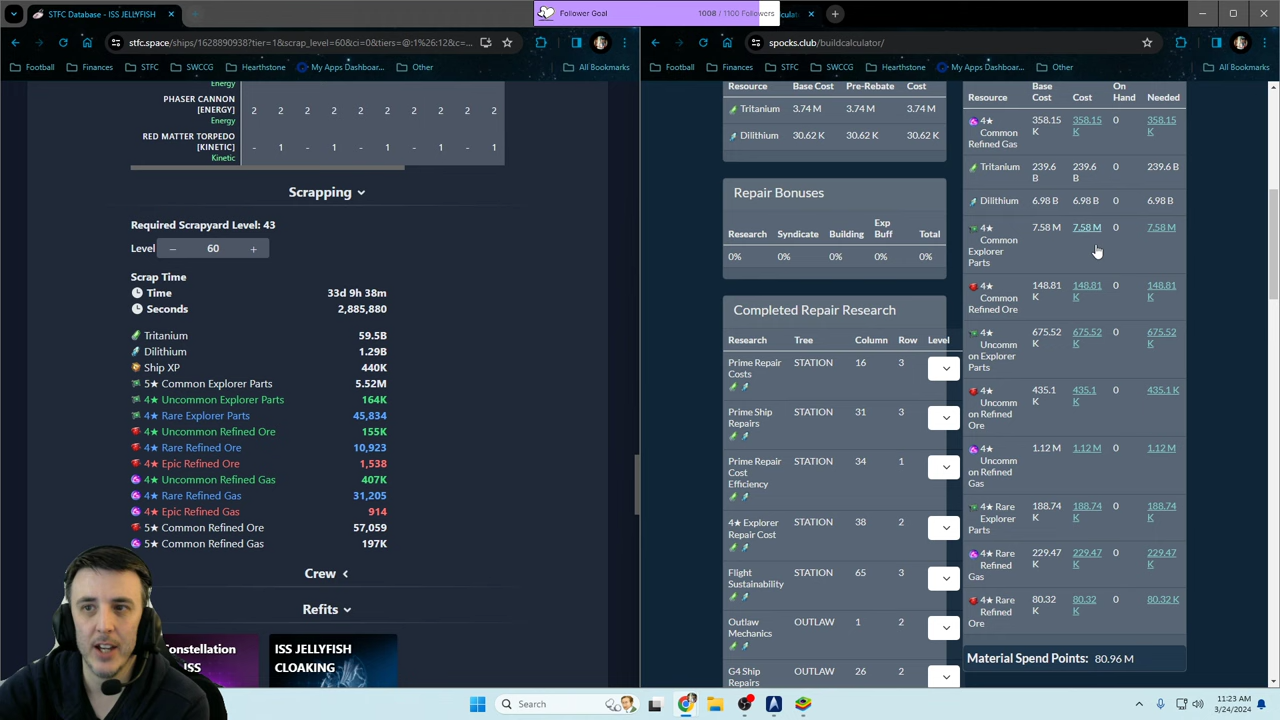 STFC Database - ISS JELLYFISH
Follower Goal
1008 / 1100 Followers
stfc.space/ships/1628890938?tier=1&scrap_level=60&ci=0&tiers=@:1%26:12&c=...
spocks.club/buildcalculator/
Football
Finances
STFC
SWCCG
Hearthstone
My Apps Dashboar...
Other
All Bookmarks
Football
Finances
STFC
SWCCG
Hearthstone
My Apps Dashboar...
Other
All Bookmarks
Energy
PHASER CANNON
[ENERGY]
Energy
2 2 2 2 2 2 2 2 2 2
RED MATTER TORPEDO
[KINETIC]
Kinetic
- 1 - 1 - 1 - 1 - 1
Scrapping
Required Scrapyard Level: 43
Level
− 60 +
Scrap Time
Time 33d 9h 38m
Seconds 2,885,880
Tritanium 59.5B
Dilithium 1.29B
Ship XP 440K
5★ Common Explorer Parts 5.52M
4★ Uncommon Explorer Parts 164K
4★ Rare Explorer Parts 45,834
4★ Uncommon Refined Ore 155K
4★ Rare Refined Ore 10,923
4★ Epic Refined Ore 1,538
4★ Uncommon Refined Gas 407K
4★ Rare Refined Gas 31,205
4★ Epic Refined Gas 914
5★ Common Refined Ore 57,059
5★ Common Refined Gas 197K
Crew
Refits
Constellation
ISS
ISS JELLYFISH
CLOAKING
Resource Base Cost Pre-Rebate Cost
Tritanium 3.74 M 3.74 M 3.74 M
Dilithium 30.62 K 30.62 K 30.62 K
Repair Bonuses
Research Syndicate Building Exp
Buff Total
0% 0% 0% 0% 0%
Completed Repair Research
Research Tree Column Row Level
Prime Repair
Costs
STATION 16 3
Prime Ship
Repairs
STATION 31 3
Prime Repair
Cost
Efficiency
STATION 34 1
4★ Explorer
Repair Cost
STATION 38 2
Flight
Sustainability
STATION 65 3
Outlaw
Mechanics
OUTLAW 1 2
G4 Ship
Repairs
OUTLAW 26 2
Resource Base
Cost Cost On
Hand Needed
4★
Common
Refined Gas
358.15
K
358.15
K
0
358.15
K
Tritanium
239.6
B
239.6
B
0
239.6 B
Dilithium 6.98 B 6.98 B 0 6.98 B
4★
Common
Explorer
Parts
7.58 M 7.58 M 0 7.58 M
4★
Common
Refined Ore
148.81
K
148.81
K
0
148.81
K
4★
Uncomm
on Explorer
Parts
675.52
K
675.52
K
0
675.52
K
4★
Uncomm
on Refined
Ore
435.1
K
435.1
K
0
435.1 K
4★
Uncomm
on Refined
Gas
1.12 M 1.12 M 0 1.12 M
4★ Rare
Explorer
Parts
188.74
K
188.74
K
0
188.74
K
4★ Rare
Refined
Gas
229.47
K
229.47
K
0
229.47
K
4★ Rare
Refined
Ore
80.32
K
80.32
K
0
80.32 K
Material Spend Points: 80.96 M
Search
11:23 AM
3/24/2024